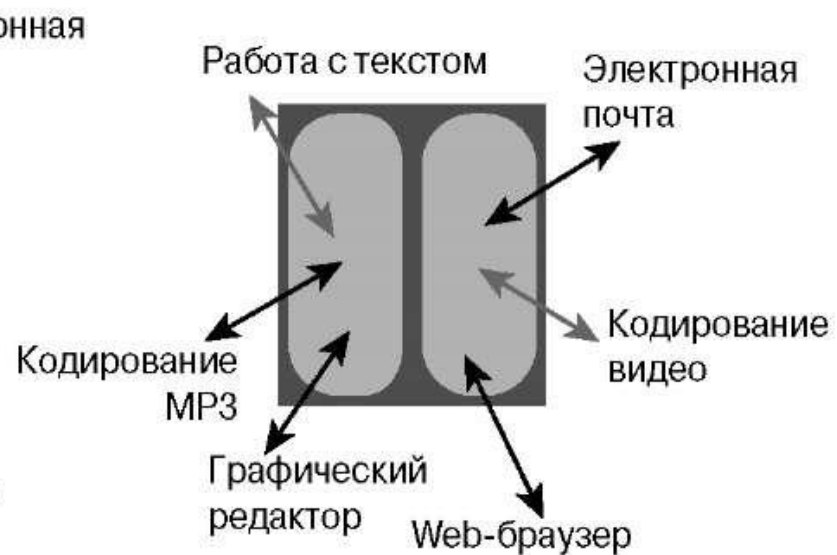 Работа с текстом
Электронная
почта
Кодирование
MP3
Кодирование
видео
Графический
редактор
Web-браузер